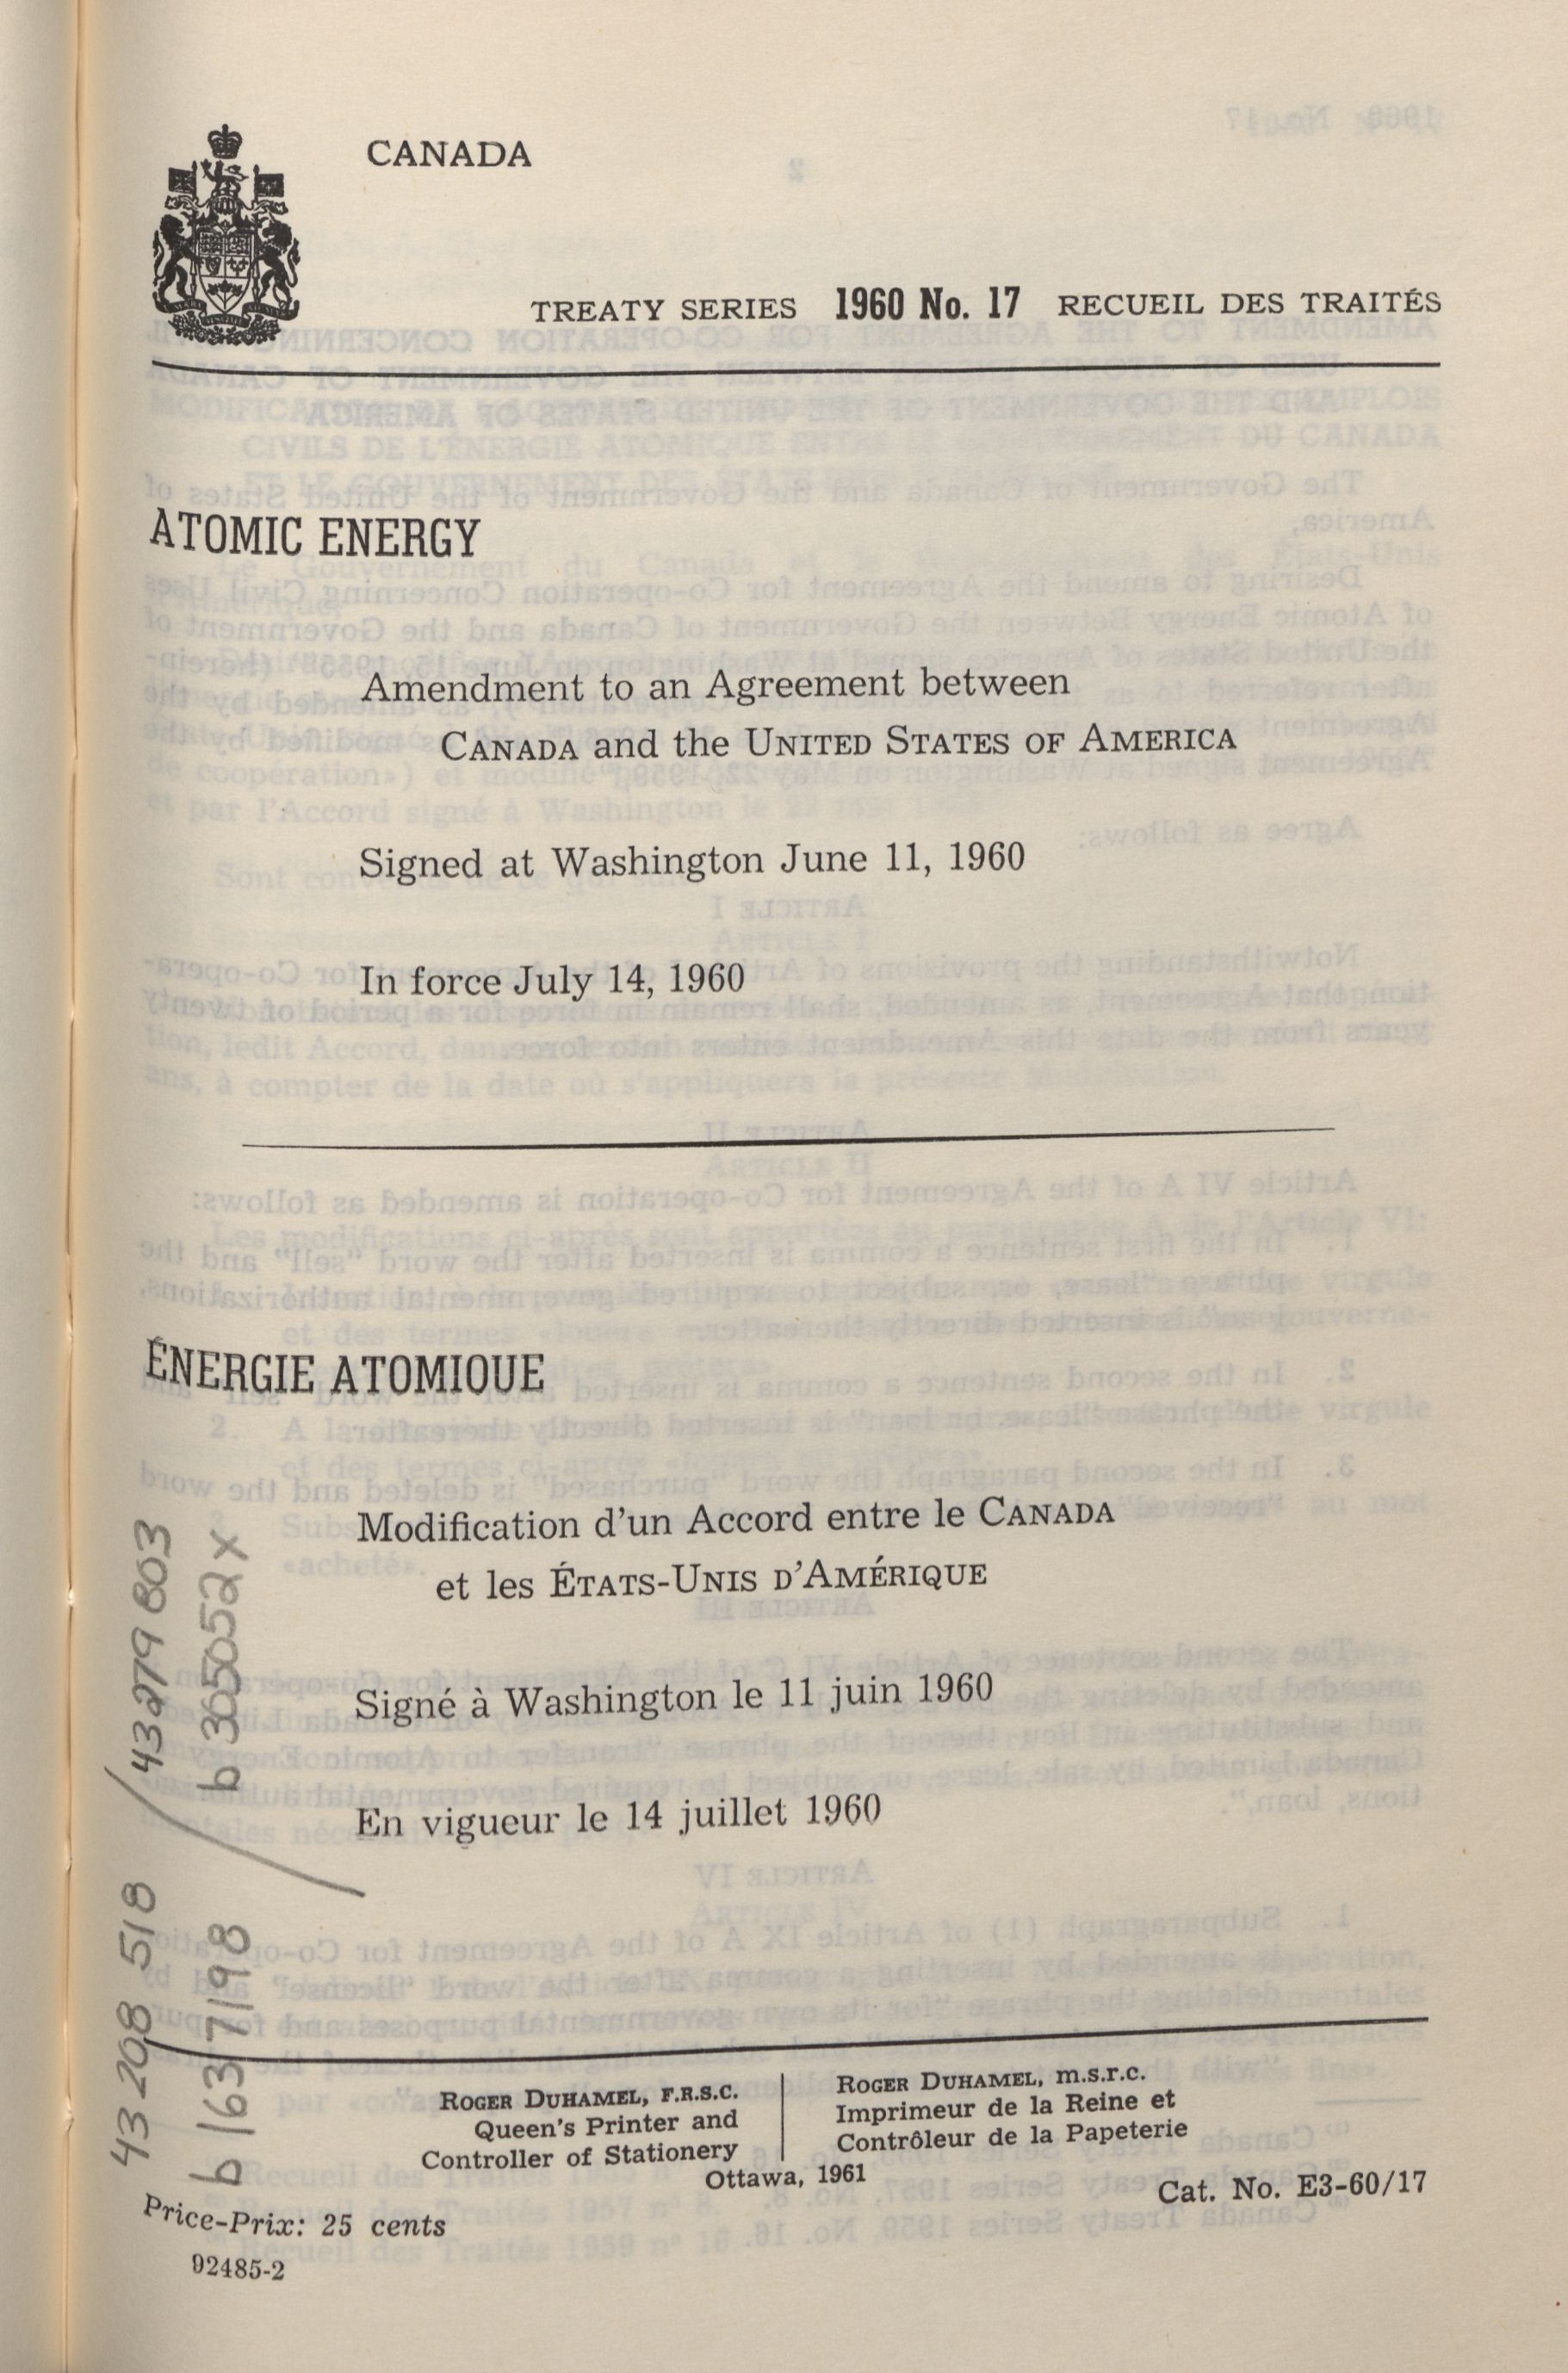 CANADA
TREATY SERIES 1960 No. 17 RECUEIL DES TRAITÉS
ATOMIC ENERGY
Amendment to an Agreement between
CANADA and the UNITED STATES OF AMERICA
Signed at Washington June 11, 1960
In force July 14, 1960
ÉNERGIE ATOMIQUE
Modification d'un Accord entre le CANADA
et les ÉTATS-UNIS D'AMÉRIQUE
Signé à Washington le 11 juin 1960
En vigueur le 14 juillet 1960
43 208 518 / 43279 803
b 1637198 / b 3650 52x
ROGER DUHAMEL, F.R.S.C.
Queen's Printer and
Controller of Stationery
ROGER DUHAMEL, m.s.r.c.
Imprimeur de la Reine et
Contrôleur de la Papeterie
Ottawa, 1961
Cat. No. E3-60/17
Price-Prix: 25 cents
92485-2